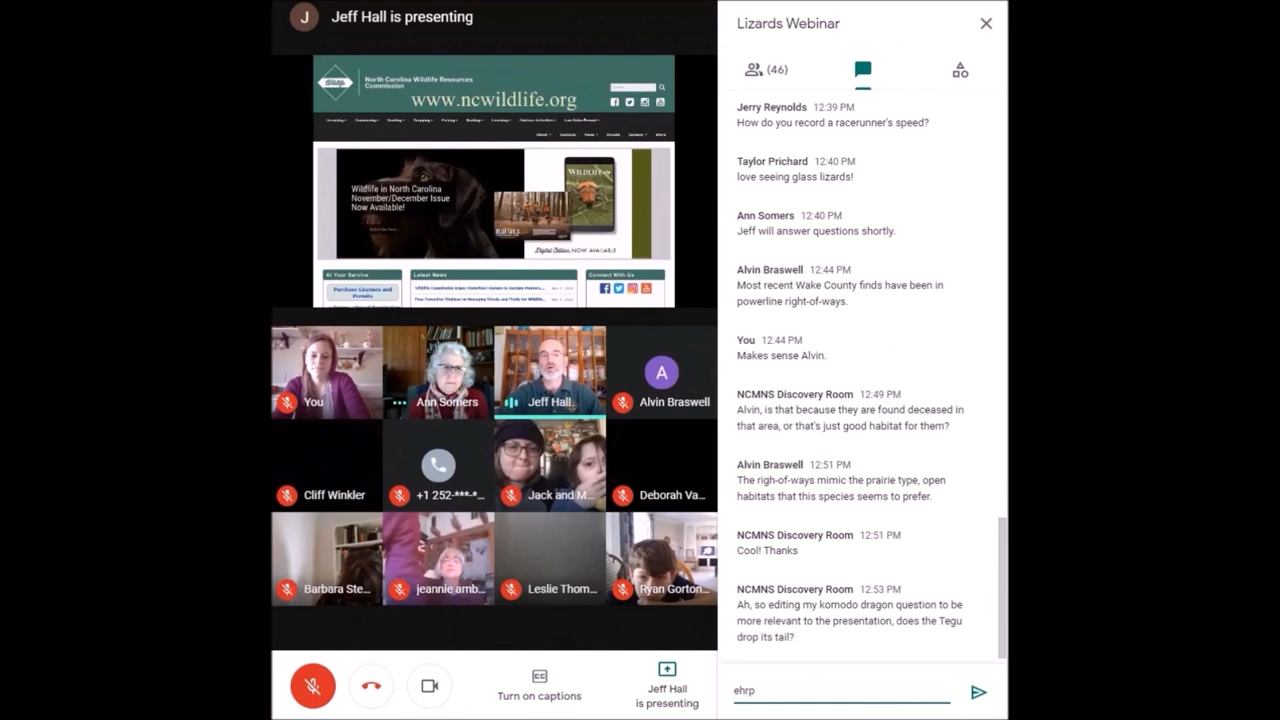 J Jeff Hall is presenting
North Carolina Wildlife Resources
Commission
www.ncwildlife.org
Wildlife in North Carolina
November/December Issue
Now Available!
WILDLIFE
Digital Edition, NOW AVAILABLE
At Your Service
Latest News
Connect With Us
Purchase Licenses and
Permits
You
Ann Somers
Jeff Hall
A
Alvin Braswell
Cliff Winkler
+1 252-***-*...
Jack and M...
Deborah Va...
Barbara Ste...
jeannie amb...
Leslie Thom...
Ryan Gorton...
Turn on captions
Jeff Hall
is presenting
Lizards Webinar
(46)
Jerry Reynolds 12:39 PM
How do you record a racerunner's speed?
Taylor Prichard 12:40 PM
love seeing glass lizards!
Ann Somers 12:40 PM
Jeff will answer questions shortly.
Alvin Braswell 12:44 PM
Most recent Wake County finds have been in
powerline right-of-ways.
You 12:44 PM
Makes sense Alvin.
NCMNS Discovery Room 12:49 PM
Alvin, is that because they are found deceased in
that area, or that's just good habitat for them?
Alvin Braswell 12:51 PM
The righ-of-ways mimic the prairie type, open
habitats that this species seems to prefer.
NCMNS Discovery Room 12:51 PM
Cool! Thanks
NCMNS Discovery Room 12:53 PM
Ah, so editing my komodo dragon question to be
more relevant to the presentation, does the Tegu
drop its tail?
ehrp